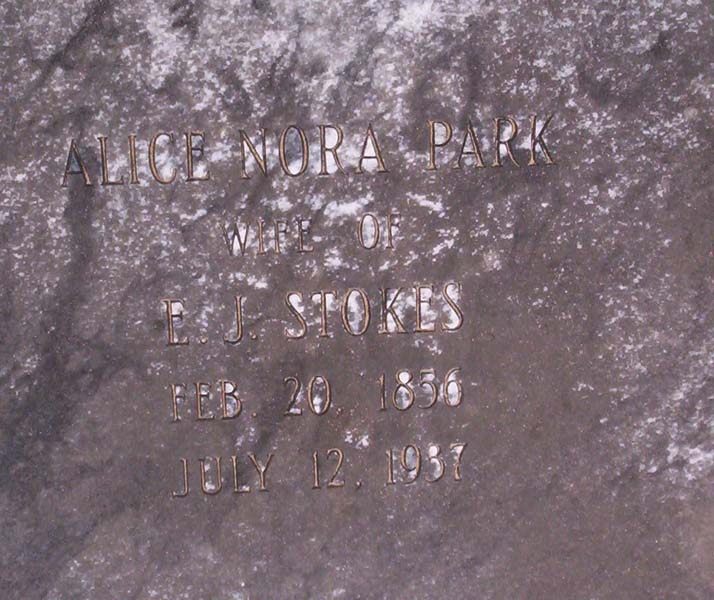 ALICE NORA PARK
WIFE OF
E. J. STOKES
FEB. 20. 1856
JULY 12. 1937